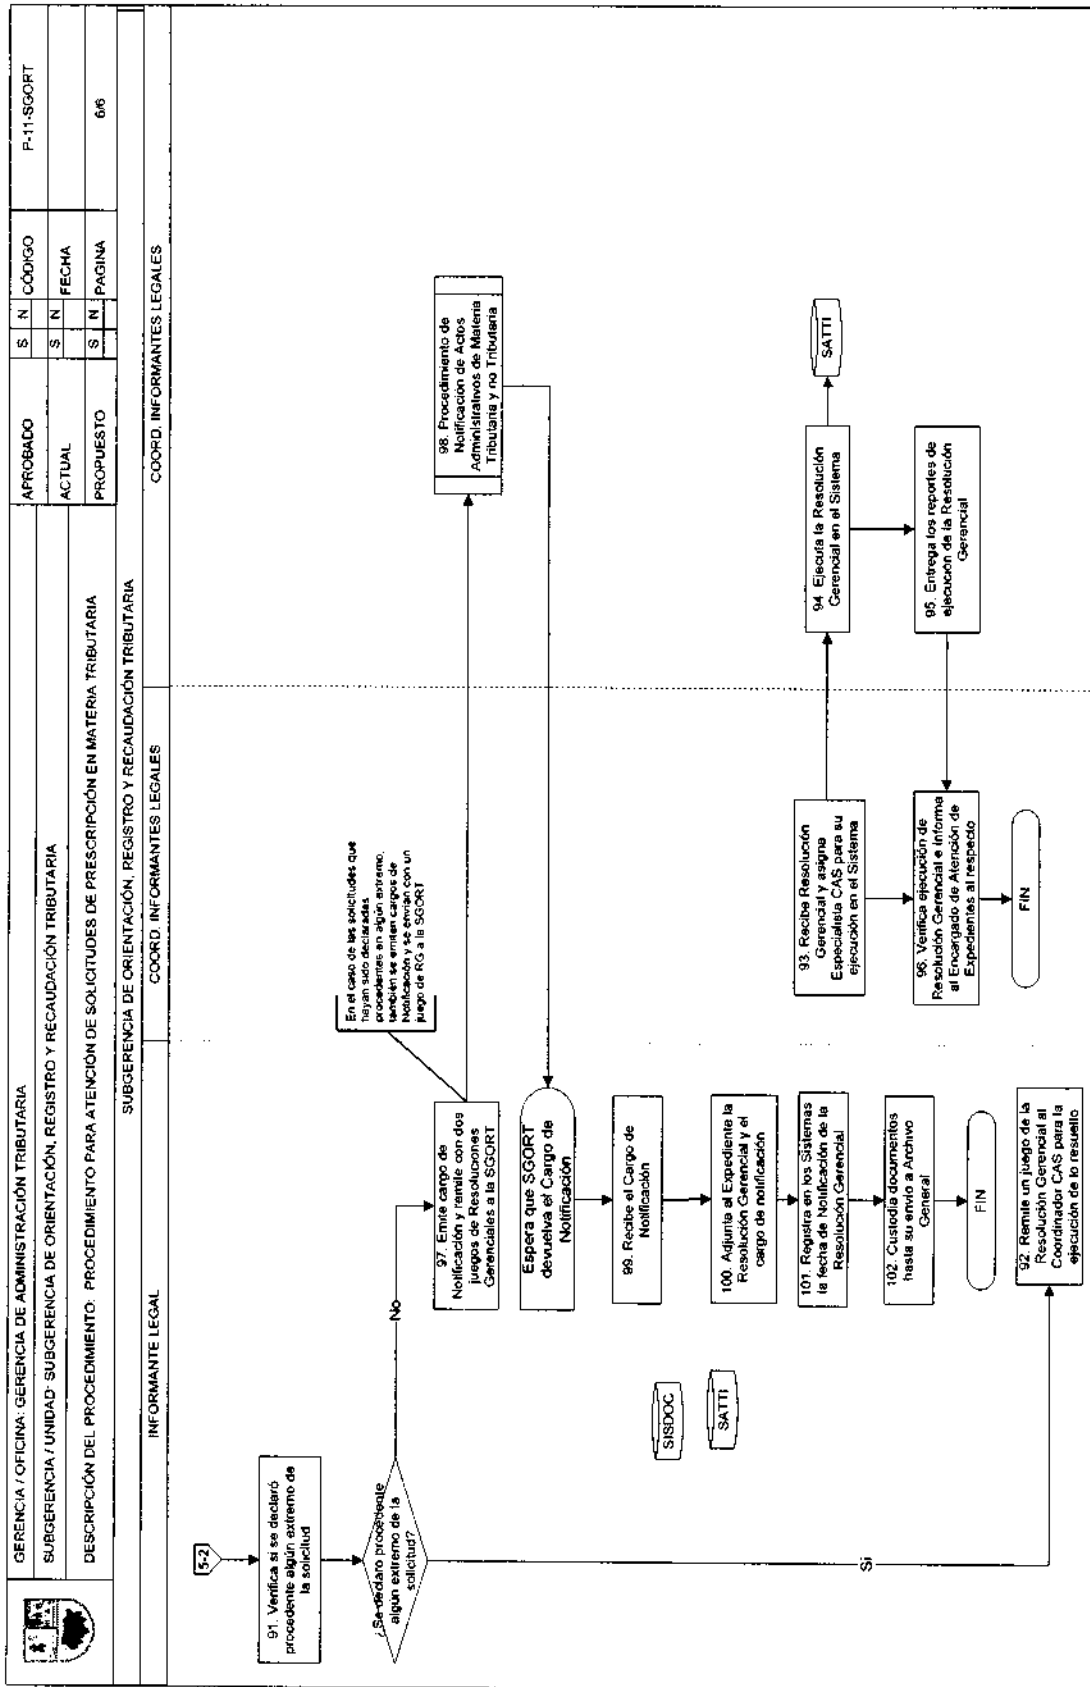 GERENCIA / OFICINA: GERENCIA DE ADMINISTRACIÓN TRIBUTARIA
APROBADO
S
N
CÓDIGO
P-11-SGORT
SUBGERENCIA / UNIDAD: SUBGERENCIA DE ORIENTACIÓN, REGISTRO Y RECAUDACIÓN TRIBUTARIA
ACTUAL
S
N
FECHA
DESCRIPCIÓN DEL PROCEDIMIENTO: PROCEDIMIENTO PARA ATENCIÓN DE SOLICITUDES DE PRESCRIPCIÓN EN MATERIA TRIBUTARIA
PROPUESTO
S
N
PAGINA
6/6
SUBGERENCIA DE ORIENTACIÓN, REGISTRO Y RECAUDACIÓN TRIBUTARIA
INFORMANTE LEGAL
COORD. INFORMANTES LEGALES
COORD. INFORMANTES LEGALES
5-2
91. Verifica si se declaró
procedente algún extremo de
la solicitud
¿Se declaro procedente
algún extremo de la
solicitud?
No
Si
En el caso de las solicitudes que
hayan sido declaradas
procedentes en algún extremo,
también se emiten cargos de
Notificación y se envian con un
juego de RG a la SGORT
97. Emite cargo de
Notificación y remite con dos
juegos de Resoluciones
Gerenciales a la SGORT
98. Procedimiento de
Notificación de Actos
Administrativos de Materia
Tributaria y no Tributaria
Espera que SGORT
devuelva el Cargo de
Notificación
99. Recibe el Cargo de
Notificación
100. Adjunta al Expediente la
Resolución Gerencial y el
cargo de notificación
SISDOC
SATTI
101. Registra en los Sistemas
la fecha de Notificación de la
Resolución Gerencial
102. Custodia documentos
hasta su envio a Archivo
General
FIN
92. Remite un juego de la
Resolución Gerencial al
Coordinador CAS para la
ejecución de lo resuelto
93. Recibe Resolución
Gerencial y asigna
Especialista CAS para su
ejecución en el Sistema
94. Ejecuta la Resolución
Gerencial en el Sistema
SATTI
95. Entrega los reportes de
ejecución de la Resolución
Gerencial
96. Verifica ejecución de
Resolución Gerencial e informa
al Encargado de Atención de
Expedientes al respecto
FIN